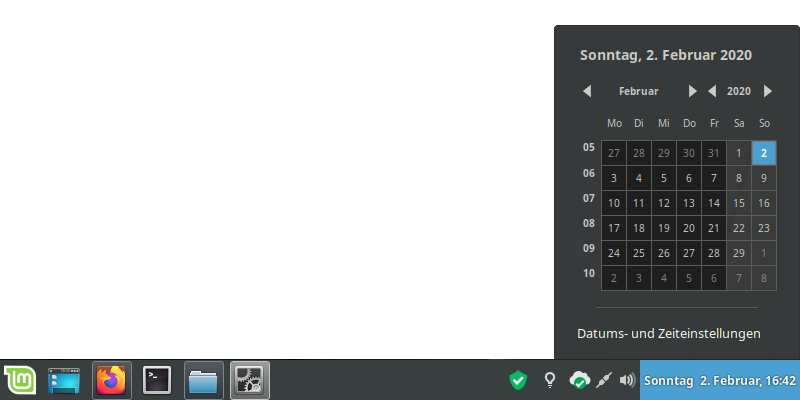 Sonntag, 2. Februar 2020
Februar 2020
Mo Di Mi Do Fr Sa So
05 27 28 29 30 31 1 2
06 3 4 5 6 7 8 9
07 10 11 12 13 14 15 16
08 17 18 19 20 21 22 23
09 24 25 26 27 28 29 1
10 2 3 4 5 6 7 8
Datums- und Zeiteinstellungen
Sonntag 2. Februar, 16:42